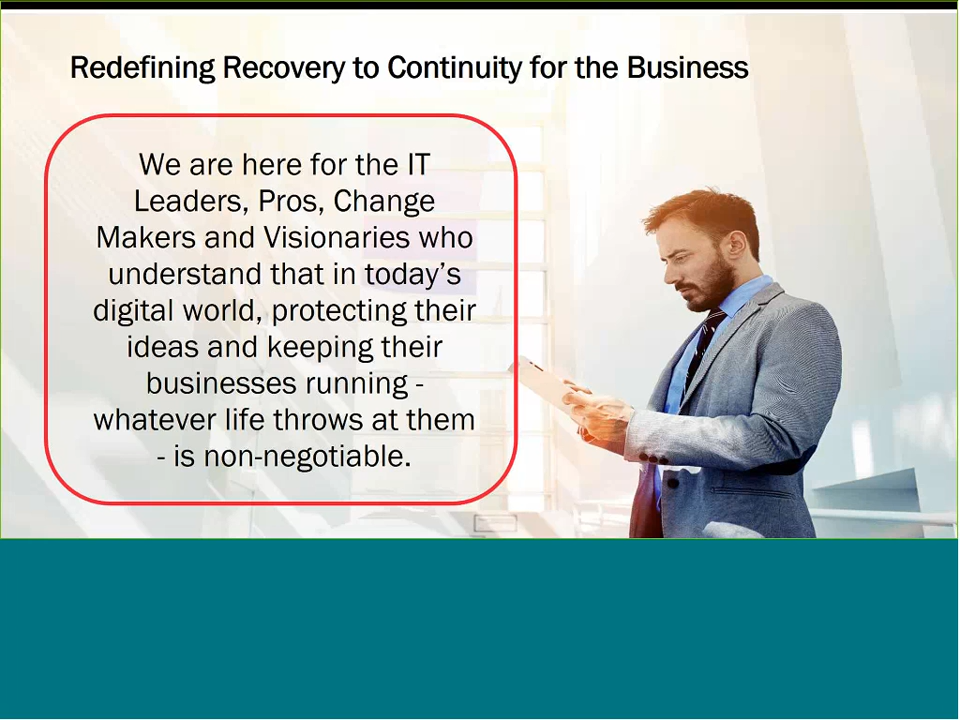 Redefining Recovery to Continuity for the Business
We are here for the IT
Leaders, Pros, Change
Makers and Visionaries who
understand that in today’s
digital world, protecting their
ideas and keeping their
businesses running -
whatever life throws at them
- is non-negotiable.